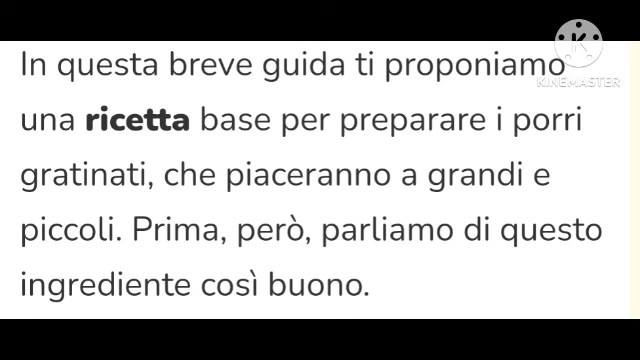 KINEMASTER
In questa breve guida ti proponiamo
una ricetta base per preparare i porri
gratinati, che piaceranno a grandi e
piccoli. Prima, però, parliamo di questo
ingrediente così buono.